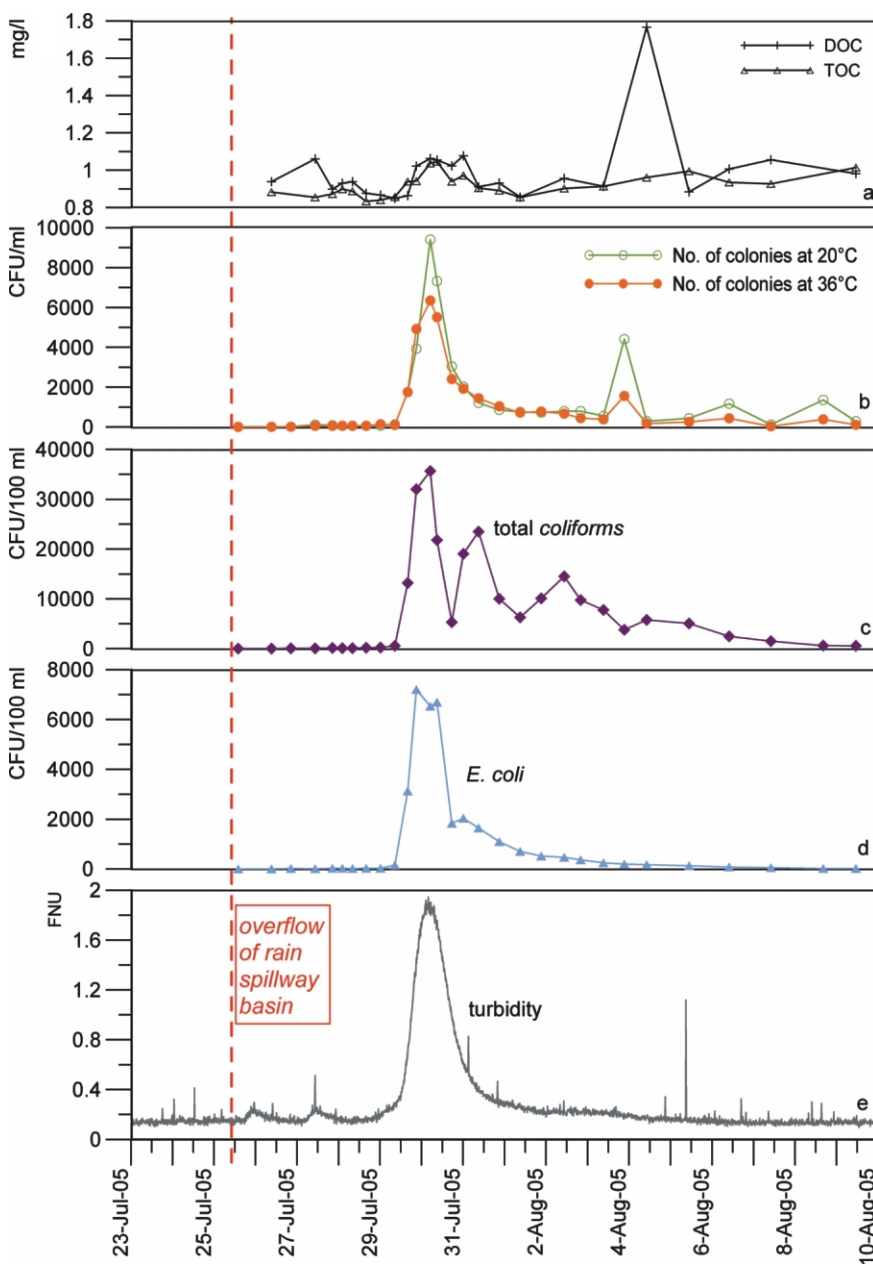 mg/l
1.8
1.6
1.4
1.2
1
0.8
DOC
TOC
a
CFU/ml
10000
8000
6000
4000
2000
0
No. of colonies at 20°C
No. of colonies at 36°C
b
CFU/100 ml
40000
30000
20000
10000
0
total coliforms
c
CFU/100 ml
8000
6000
4000
2000
0
E. coli
d
FNU
2
1.6
1.2
0.8
0.4
0
overflow
of rain
spillway
basin
turbidity
e
23-Jul-05
25-Jul-05
27-Jul-05
29-Jul-05
31-Jul-05
2-Aug-05
4-Aug-05
6-Aug-05
8-Aug-05
10-Aug-05